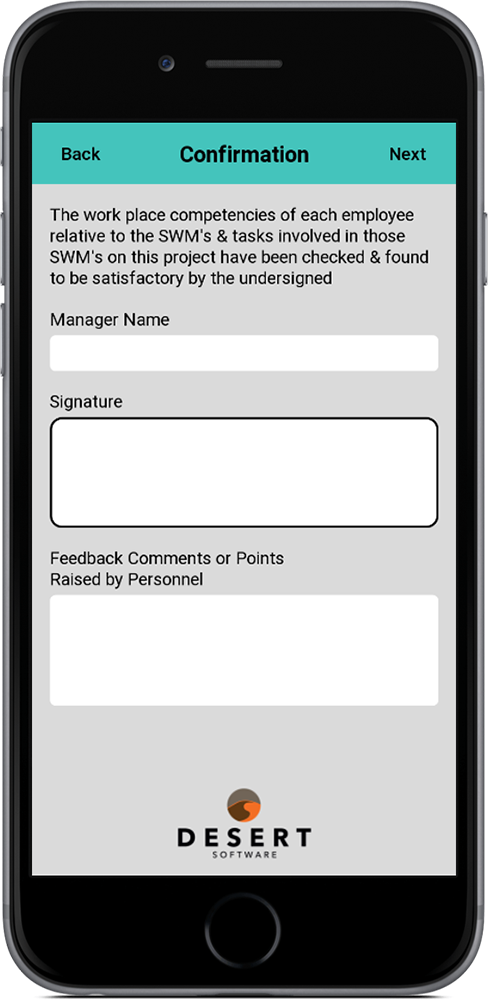 Back Confirmation Next
The work place competencies of each employee
relative to the SWM's & tasks involved in those
SWM's on this project have been checked & found
to be satisfactory by the undersigned
Manager Name
Signature
Feedback Comments or Points
Raised by Personnel
DESERT
SOFTWARE